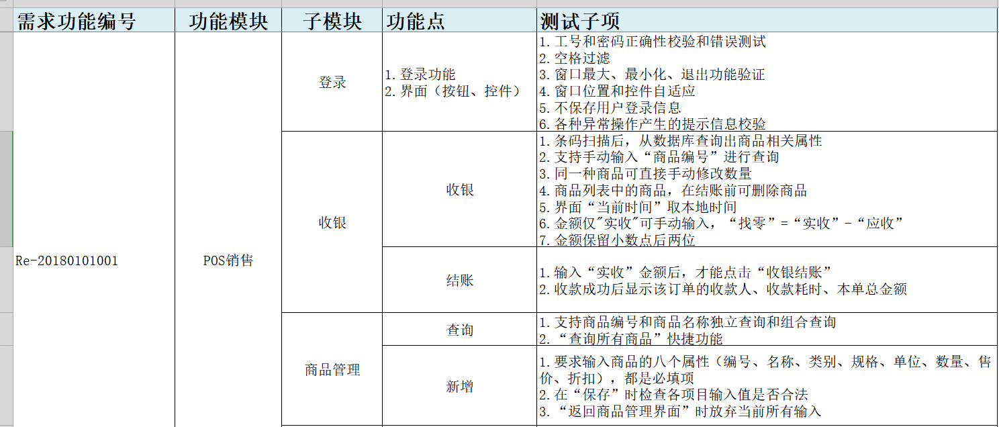 需求功能编号 功能模块 子模块 功能点 测试子项
Re-20180101001
POS销售
登录
1.登录功能
2.界面（按钮、控件）
1.工号和密码正确性校验和错误测试
2.空格过滤
3.窗口最大、最小化、退出功能验证
4.窗口位置和控件自适应
5.不保存用户登录信息
6.各种异常操作产生的提示信息校验
收银
收银
1.条码扫描后，从数据库查询出商品相关属性
2.支持手动输入“商品编号”进行查询
3.同一种商品可直接手动修改数量
4.商品列表中的商品，在结账前可删除商品
5.界面“当前时间”取本地时间
6.金额仅"实收"可手动输入，“找零”=“实收”-“应收”
7.金额保留小数点后两位
结账
1.输入“实收”金额后，才能点击“收银结账”
2.收款成功后显示该订单的收款人、收款耗时、本单总金额
商品管理
查询
1.支持商品编号和商品名称独立查询和组合查询
2.“查询所有商品”快捷功能
新增
1.要求输入商品的八个属性（编号、名称、类别、规格、单位、数量、售
价、折扣），都是必填项
2.在“保存”时检查各项目输入值是否合法
3.“返回商品管理界面”时放弃当前所有输入